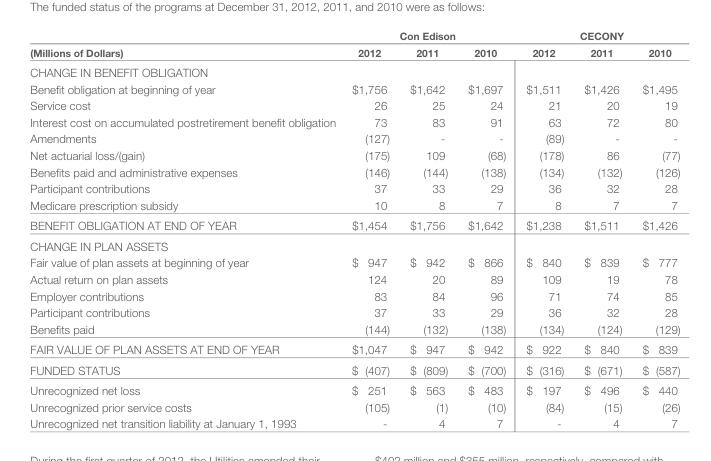 The funded status of the programs at December 31, 2012, 2011, and 2010 were as follows:
Con Edison CECONY
(Millions of Dollars) 2012 2011 2010 2012 2011 2010
CHANGE IN BENEFIT OBLIGATION
Benefit obligation at beginning of year $1,756 $1,642 $1,697 $1,511 $1,426 $1,495
Service cost 26 25 24 21 20 19
Interest cost on accumulated postretirement benefit obligation 73 83 91 63 72 80
Amendments (127) - - (89) - -
Net actuarial loss/(gain) (175) 109 (68) (178) 86 (77)
Benefits paid and administrative expenses (146) (144) (138) (134) (132) (126)
Participant contributions 37 33 29 36 32 28
Medicare prescription subsidy 10 8 7 8 7 7
BENEFIT OBLIGATION AT END OF YEAR $1,454 $1,756 $1,642 $1,238 $1,511 $1,426
CHANGE IN PLAN ASSETS
Fair value of plan assets at beginning of year $ 947 $ 942 $ 866 $ 840 $ 839 $ 777
Actual return on plan assets 124 20 89 109 19 78
Employer contributions 83 84 96 71 74 85
Participant contributions 37 33 29 36 32 28
Benefits paid (144) (132) (138) (134) (124) (129)
FAIR VALUE OF PLAN ASSETS AT END OF YEAR $1,047 $ 947 $ 942 $ 922 $ 840 $ 839
FUNDED STATUS $ (407) $ (809) $ (700) $ (316) $ (671) $ (587)
Unrecognized net loss $ 251 $ 563 $ 483 $ 197 $ 496 $ 440
Unrecognized prior service costs (105) (1) (10) (84) (15) (26)
Unrecognized net transition liability at January 1, 1993 - 4 7 - 4 7
During the first quarter of 2012, the Utilities amended their $402 million and $355 million, respectively, compared with